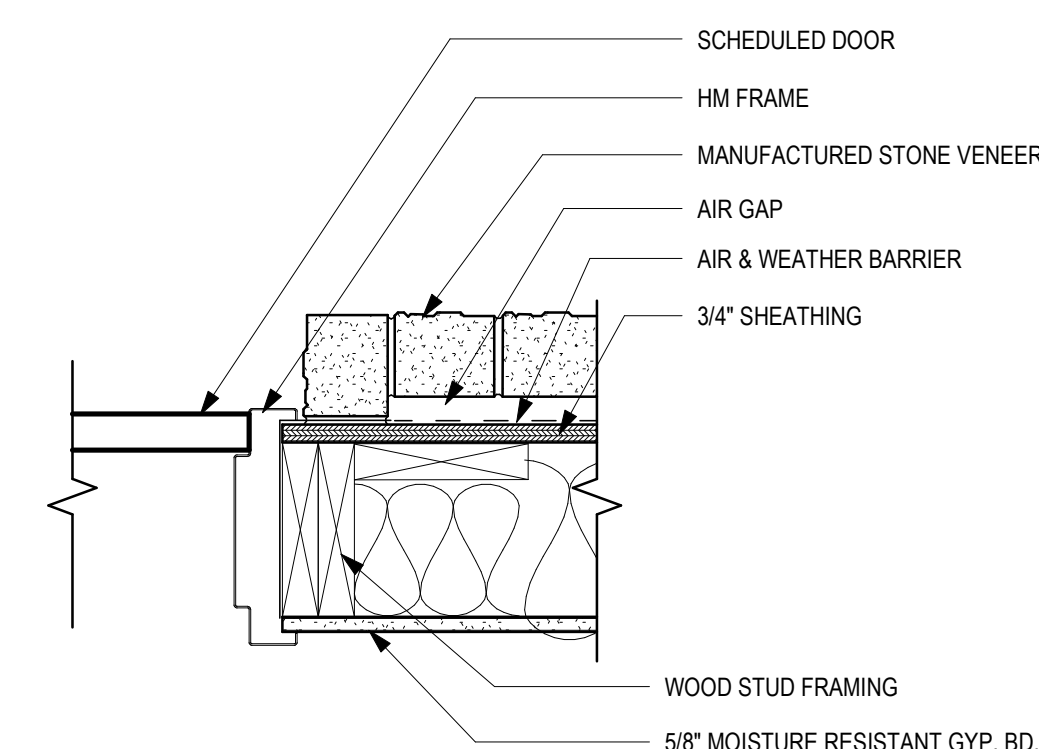 SCHEDULED DOOR
HM FRAME
MANUFACTURED STONE VENEER
AIR GAP
AIR & WEATHER BARRIER
3/4" SHEATHING
WOOD STUD FRAMING
5/8" MOISTURE RESISTANT GYP. BD.